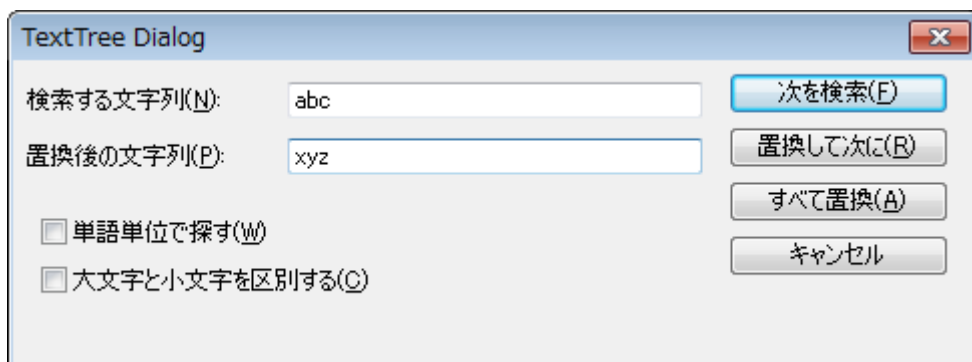 TextTree Dialog
検索する文字列(N): abc 次を検索(F)
置換後の文字列(P): xyz 置換して次に(R)
すべて置換(A)
単語単位で探す(W)
キャンセル
大文字と小文字を区別する(C)